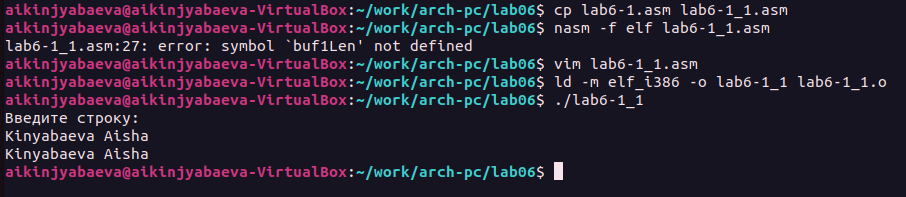 aikinjyabaeva@aikinjyabaeva-VirtualBox:~/work/arch-pc/lab06$ cp lab6-1.asm lab6-1_1.asm
aikinjyabaeva@aikinjyabaeva-VirtualBox:~/work/arch-pc/lab06$ nasm -f elf lab6-1_1.asm
lab6-1_1.asm:27: error: symbol `buf1Len' not defined
aikinjyabaeva@aikinjyabaeva-VirtualBox:~/work/arch-pc/lab06$ vim lab6-1_1.asm
aikinjyabaeva@aikinjyabaeva-VirtualBox:~/work/arch-pc/lab06$ ld -m elf_i386 -o lab6-1_1 lab6-1_1.o
aikinjyabaeva@aikinjyabaeva-VirtualBox:~/work/arch-pc/lab06$ ./lab6-1_1
Введите строку:
Kinyabaeva Aisha
Kinyabaeva Aisha
aikinjyabaeva@aikinjyabaeva-VirtualBox:~/work/arch-pc/lab06$